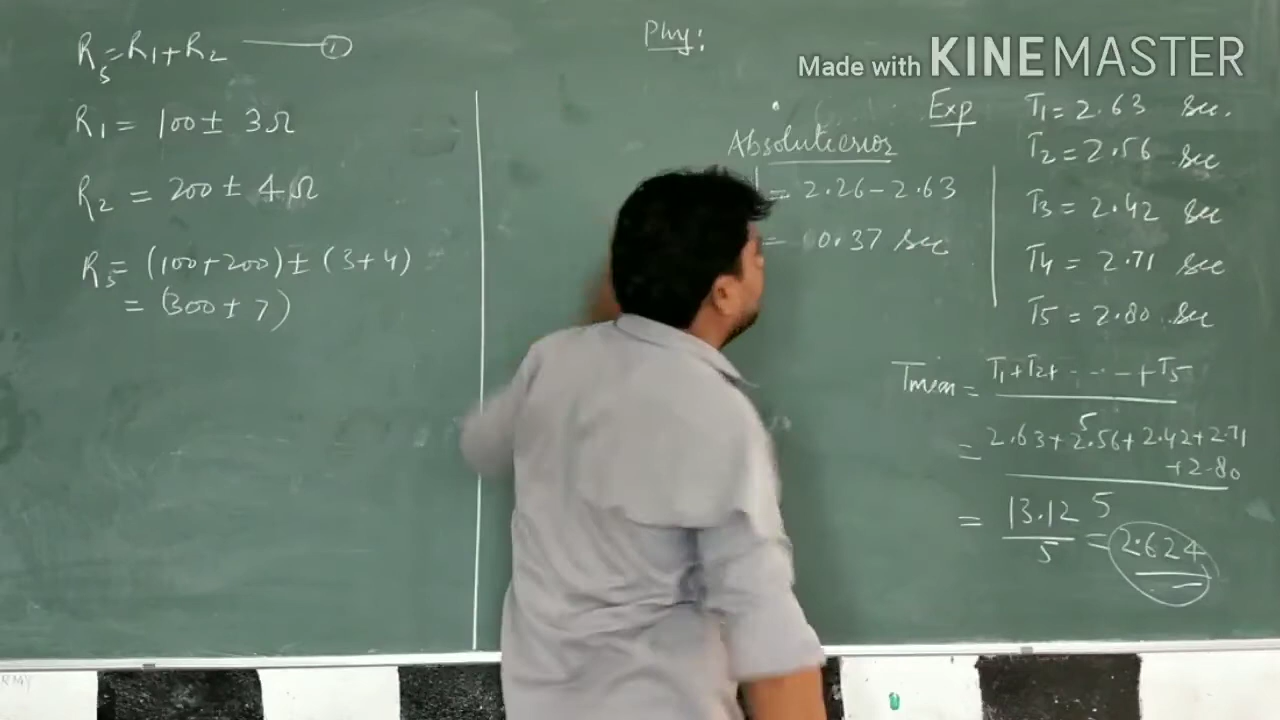 Phy:
Made with KINEMASTER
Rs=R1+R2 ——①
R1 = 100 ± 3Ω
R2 = 200 ± 4Ω
Rs = (100+200) ± (3+4)
= (300 ± 7)
Absolute error
= 2.26-2.63
= 0.37 sec
Exp
T1 = 2.63 sec.
T2 = 2.56 sec
T3 = 2.42 sec
T4 = 2.71 sec
T5 = 2.80 sec
Tmean = T1+T2+ - - - - + T5
5
= 2.63+2.56+2.42+2.71
+2.80
5
= 13.12
5
= 2.624